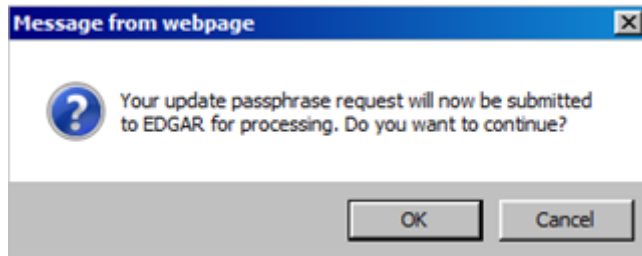 Message from webpage
Your update passphrase request will now be submitted
to EDGAR for processing. Do you want to continue?
OK
Cancel